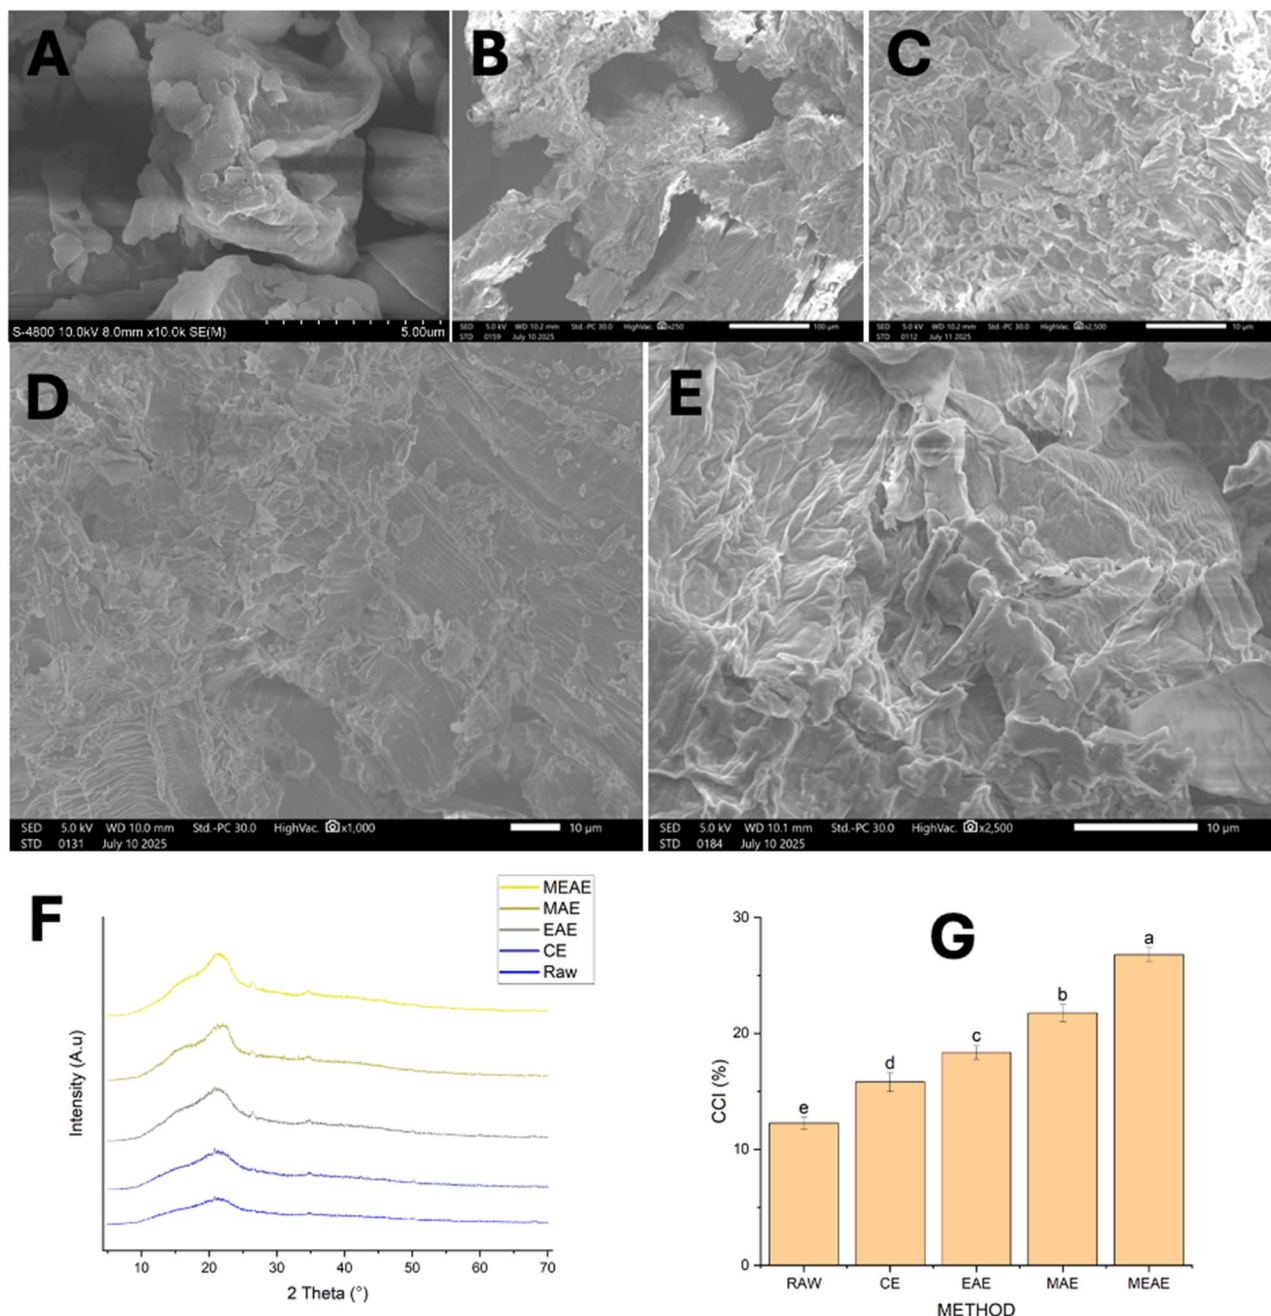 A
B
C
S-4800 10.0kV 8.0mm x10.0k SE(M)
5.00um
SED 5.0 kV WD 10.2 mm Std.-PC 30.0 HighVac. x250 100 µm
STD 0159 July 10 2025
SED 5.0 kV WD 10.2 mm Std.-PC 30.0 HighVac. x2,500 10 µm
STD 0112 July 11 2025
D
E
SED 5.0 kV WD 10.0 mm Std.-PC 30.0 HighVac. x1,000 10 µm
STD 0131 July 10 2025
SED 5.0 kV WD 10.1 mm Std.-PC 30.0 HighVac. x2,500 10 µm
STD 0184 July 10 2025
F
MEAE
MAE
EAE
CE
Raw
Intensity (A.u)
10 20 30 40 50 60 70
2 Theta (°)
G
30
20
10
0
CCI (%)
e
d
c
b
a
RAW CE EAE MAE MEAE
METHOD